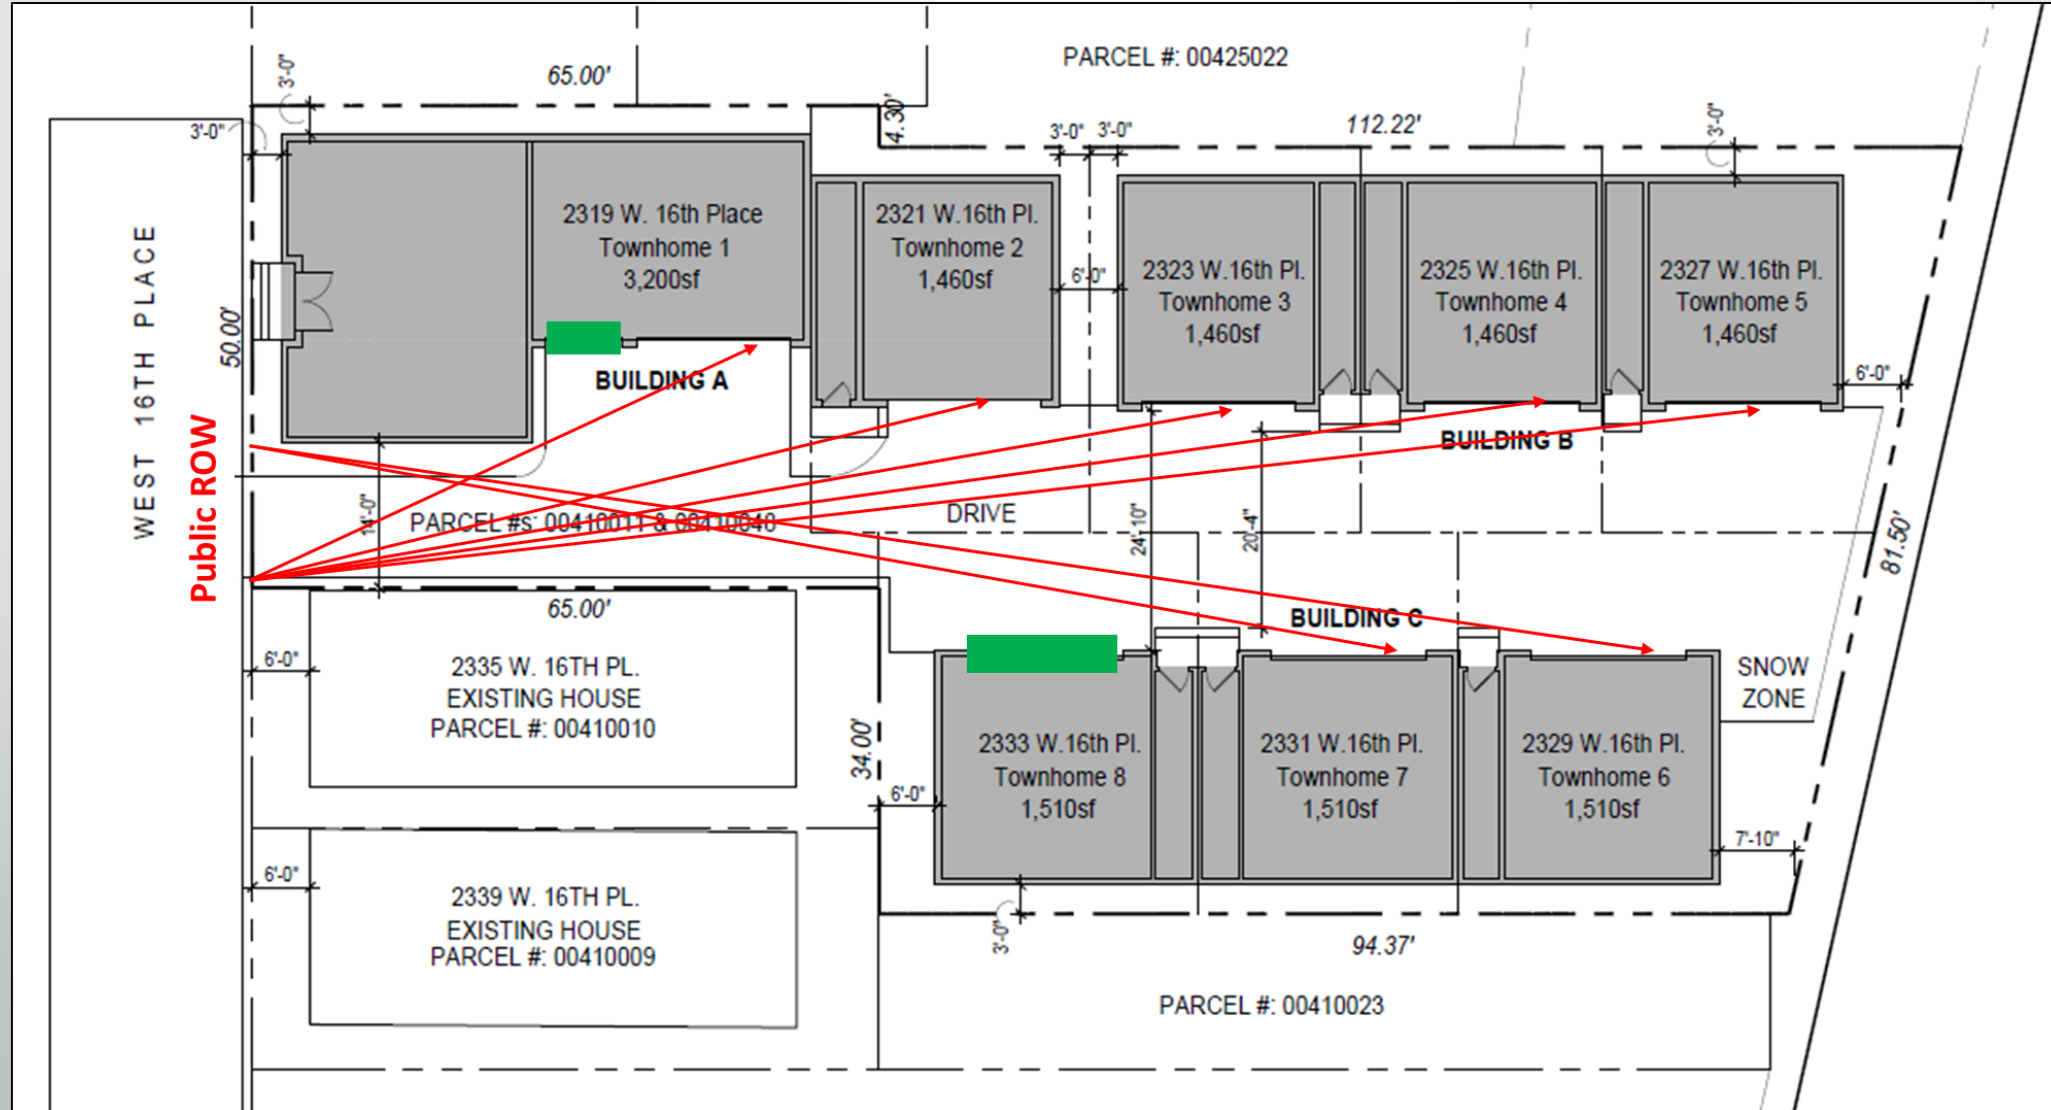 PARCEL #: 00425022
65.00'
3'-0"
3'-0"
4.30'
3'-0"
3'-0"
112.22'
3'-0"
WEST 16TH PLACE
50.00'
Public ROW
2319 W. 16th Place
Townhome 1
3,200sf
2321 W.16th Pl.
Townhome 2
1,460sf
6'-0"
2323 W.16th Pl.
Townhome 3
1,460sf
2325 W.16th Pl.
Townhome 4
1,460sf
2327 W.16th Pl.
Townhome 5
1,460sf
6'-0"
BUILDING A
BUILDING B
14'-0"
PARCEL #s: 00410011 & 00410048
DRIVE
24'-10"
20'-4"
81.50'
65.00'
BUILDING C
6'-0"
2335 W. 16TH PL.
EXISTING HOUSE
PARCEL #: 00410010
34.00'
6'-0"
2333 W.16th Pl.
Townhome 8
1,510sf
2331 W.16th Pl.
Townhome 7
1,510sf
2329 W.16th Pl.
Townhome 6
1,510sf
SNOW
ZONE
7'-10"
6'-0"
2339 W. 16TH PL.
EXISTING HOUSE
PARCEL #: 00410009
3'-0"
94.37'
PARCEL #: 00410023